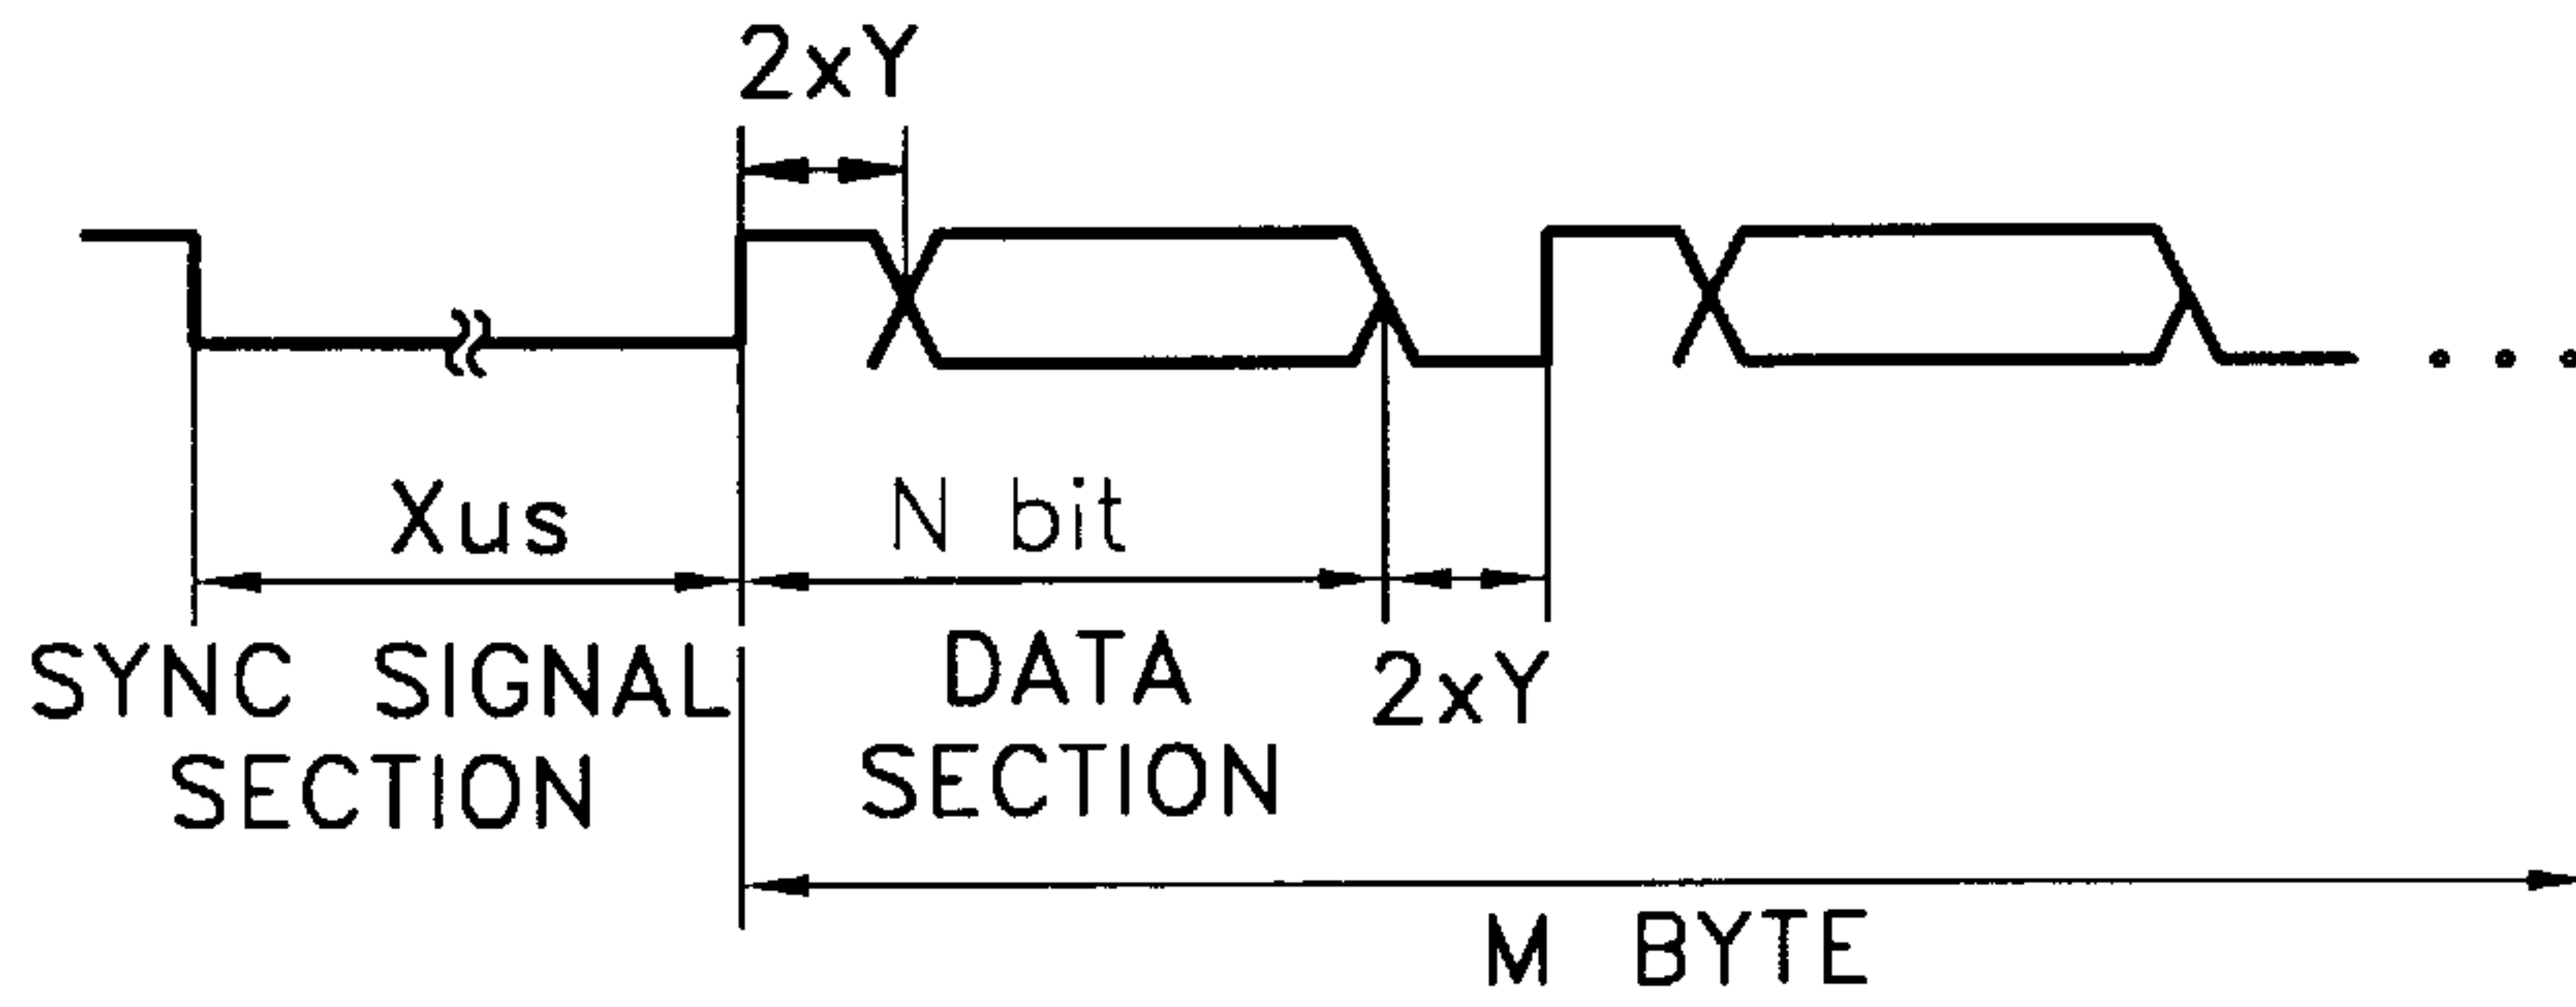 2xY
Xus
N bit
SYNC SIGNAL
SECTION
DATA
SECTION
2xY
M BYTE